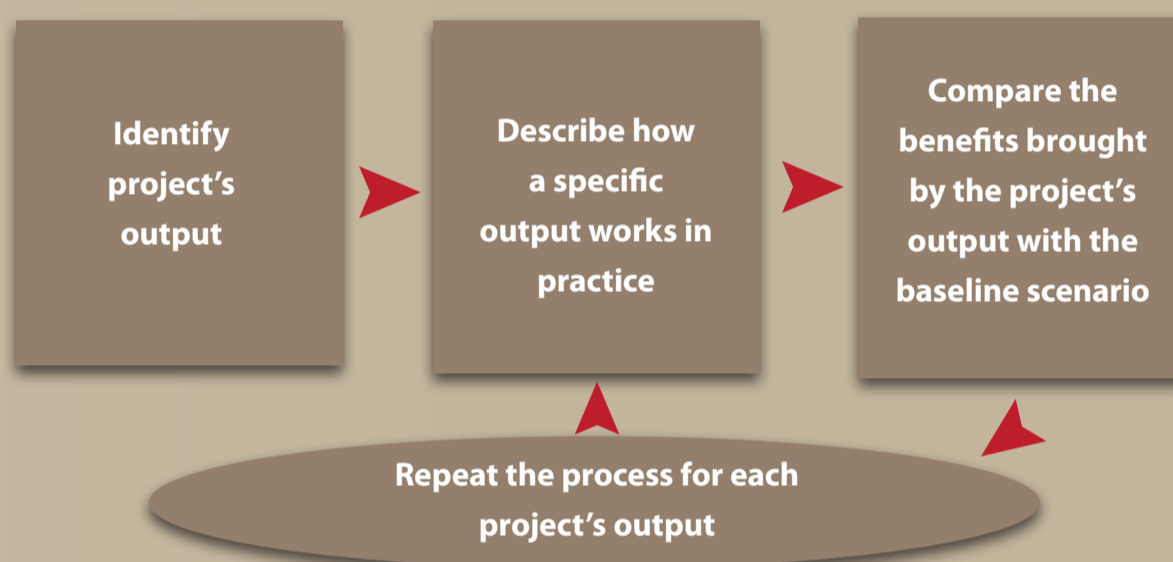 Identify
project’s
output
Describe how
a specific
output works in
practice
Compare the
benefits brought
by the project’s
output with the
baseline scenario
Repeat the process for each
project’s output